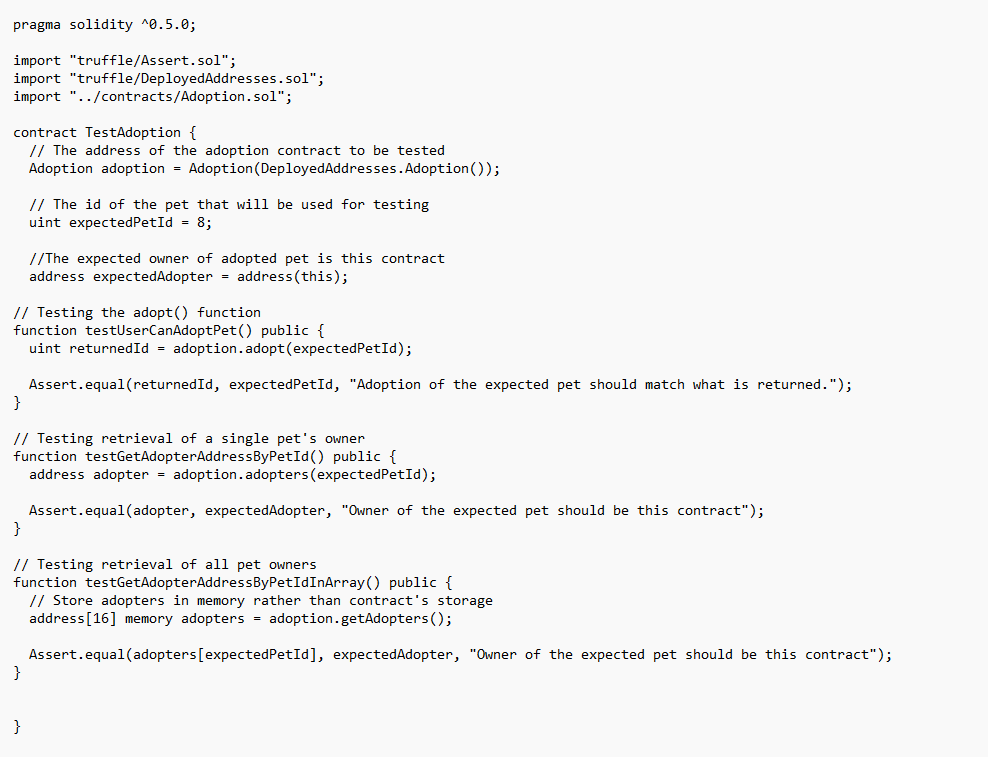 pragma solidity ^0.5.0;
import "truffle/Assert.sol";
import "truffle/DeployedAddresses.sol";
import "../contracts/Adoption.sol";
contract TestAdoption {
// The address of the adoption contract to be tested
Adoption adoption = Adoption(DeployedAddresses.Adoption());
// The id of the pet that will be used for testing
uint expectedPetId = 8;
//The expected owner of adopted pet is this contract
address expectedAdopter = address(this);
// Testing the adopt() function
function testUserCanAdoptPet() public {
uint returnedId = adoption.adopt(expectedPetId);
Assert.equal(returnedId, expectedPetId, "Adoption of the expected pet should match what is returned.");
}
// Testing retrieval of a single pet's owner
function testGetAdopterAddressByPetId() public {
address adopter = adoption.adopters(expectedPetId);
Assert.equal(adopter, expectedAdopter, "Owner of the expected pet should be this contract");
}
// Testing retrieval of all pet owners
function testGetAdopterAddressByPetIdInArray() public {
// Store adopters in memory rather than contract's storage
address[16] memory adopters = adoption.getAdopters();
Assert.equal(adopters[expectedPetId], expectedAdopter, "Owner of the expected pet should be this contract");
}
}